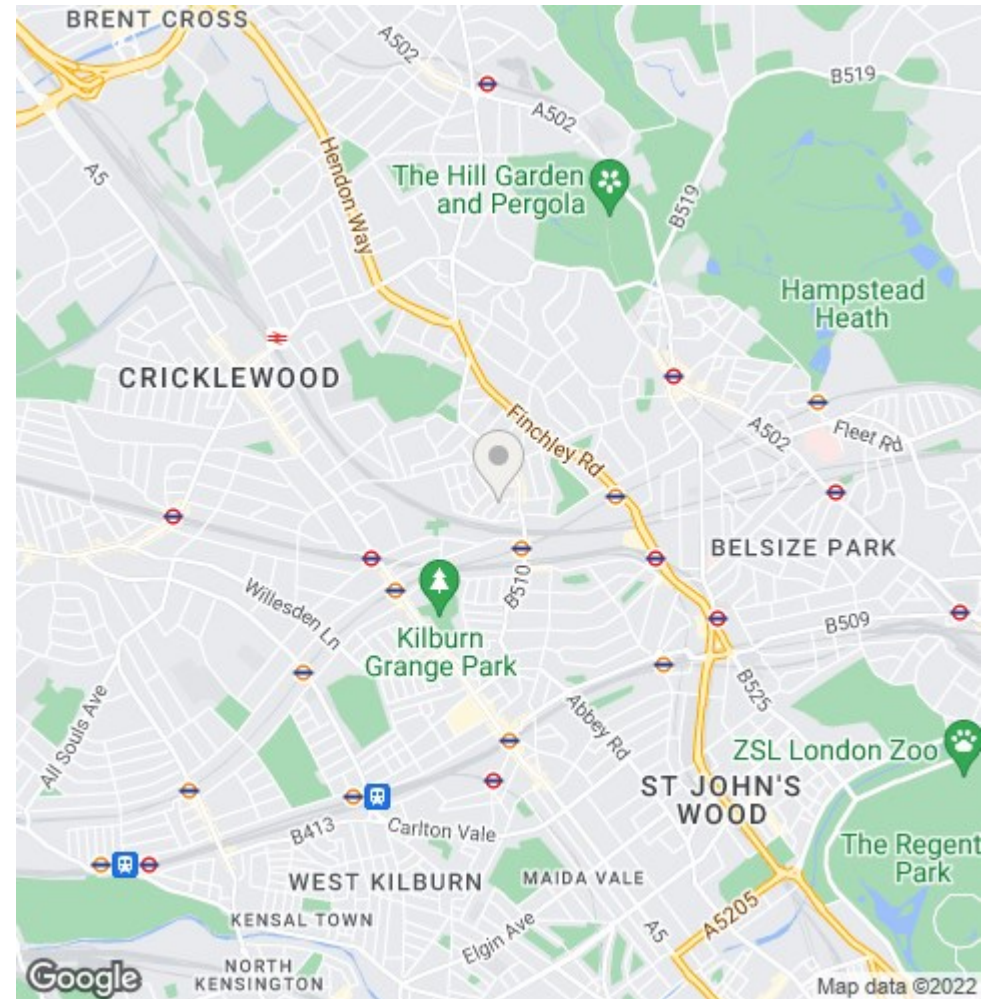 BRENT CROSS
A502
B519
A502
A5
Hendon Way
The Hill Garden
and Pergola
B519
Hampstead
Heath
CRICKLEWOOD
Finchley Rd
A502
Fleet Rd
BELSIZE PARK
B510
Willesden Ln
Kilburn
Grange Park
B509
B525
All Souls Ave
Abbey Rd
ZSL London Zoo
ST JOHN'S
WOOD
B413
Carlton Vale
The Regent
Park
WEST KILBURN
MAIDA VALE
KENSAL TOWN
Elgin Ave
A5
A5205
NORTH
KENSINGTON
Google
Map data ©2022